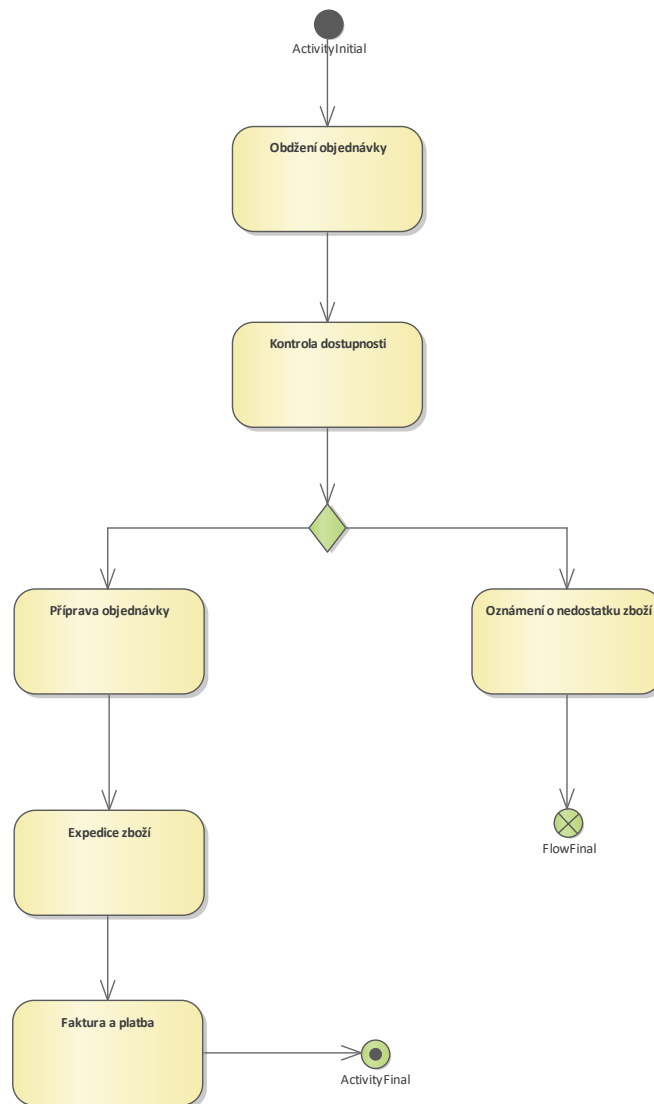 ActivityInitial
Obdžení objednávky
Kontrola dostupnosti
Příprava objednávky
Oznámení o nedostatku zboží
Expedice zboží
FlowFinal
Faktura a platba
ActivityFinal